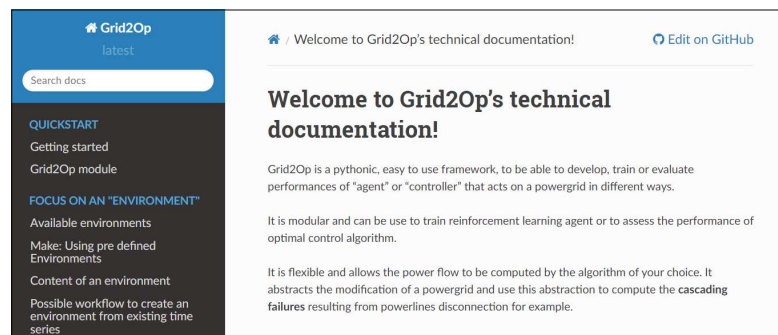 Grid2Op
latest
Search docs
QUICKSTART
Getting started
Grid2Op module
FOCUS ON AN "ENVIRONMENT"
Available environments
Make: Using pre defined
Environments
Content of an environment
Possible workflow to create an
environment from existing time
series
/ Welcome to Grid2Op's technical documentation!
Edit on GitHub
Welcome to Grid2Op's technical
documentation!
Grid2Op is a pythonic, easy to use framework, to be able to develop, train or evaluate
performances of "agent" or "controller" that acts on a powergrid in different ways.
It is modular and can be use to train reinforcement learning agent or to assess the performance of
optimal control algorithm.
It is flexible and allows the power flow to be computed by the algorithm of your choice. It
abstracts the modification of a powergrid and use this abstraction to compute the cascading
failures resulting from powerlines disconnection for example.